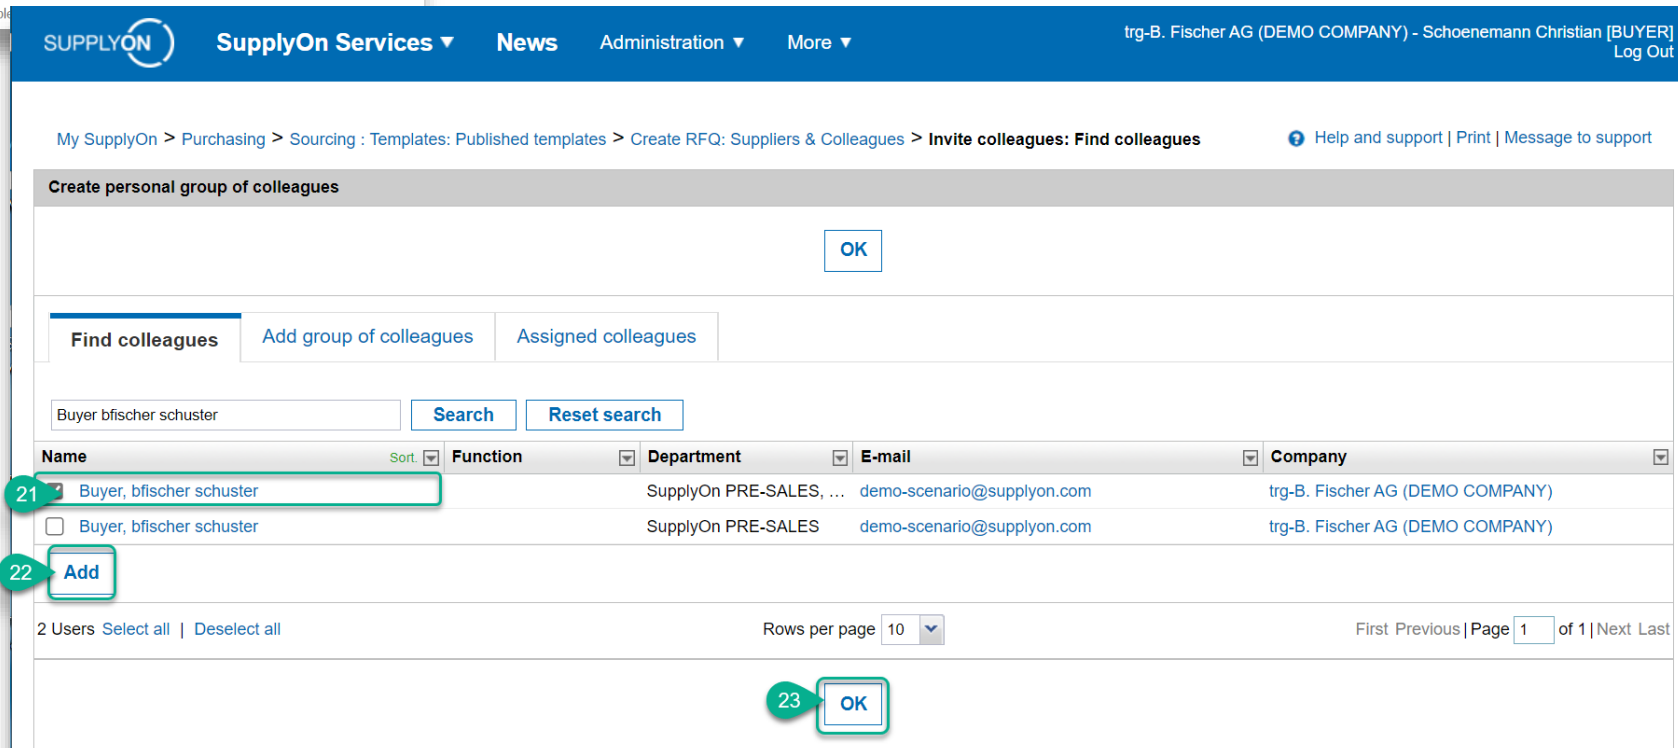 SUPPLYON
SupplyOn Services ▼ News Administration ▼ More ▼
trg-B. Fischer AG (DEMO COMPANY) - Schoenemann Christian [BUYER]
Log Out
My SupplyOn > Purchasing > Sourcing : Templates: Published templates > Create RFQ: Suppliers & Colleagues > Invite colleagues: Find colleagues
Help and support | Print | Message to support
Create personal group of colleagues
OK
Find colleagues Add group of colleagues Assigned colleagues
Buyer bfischer schuster Search Reset search
Name Sort. Function Department E-mail Company
21 Buyer, bfischer schuster SupplyOn PRE-SALES, ... demo-scenario@supplyon.com trg-B. Fischer AG (DEMO COMPANY)
Buyer, bfischer schuster SupplyOn PRE-SALES demo-scenario@supplyon.com trg-B. Fischer AG (DEMO COMPANY)
22 Add
2 Users Select all | Deselect all Rows per page 10 First Previous | Page 1 of 1 | Next Last
23 OK